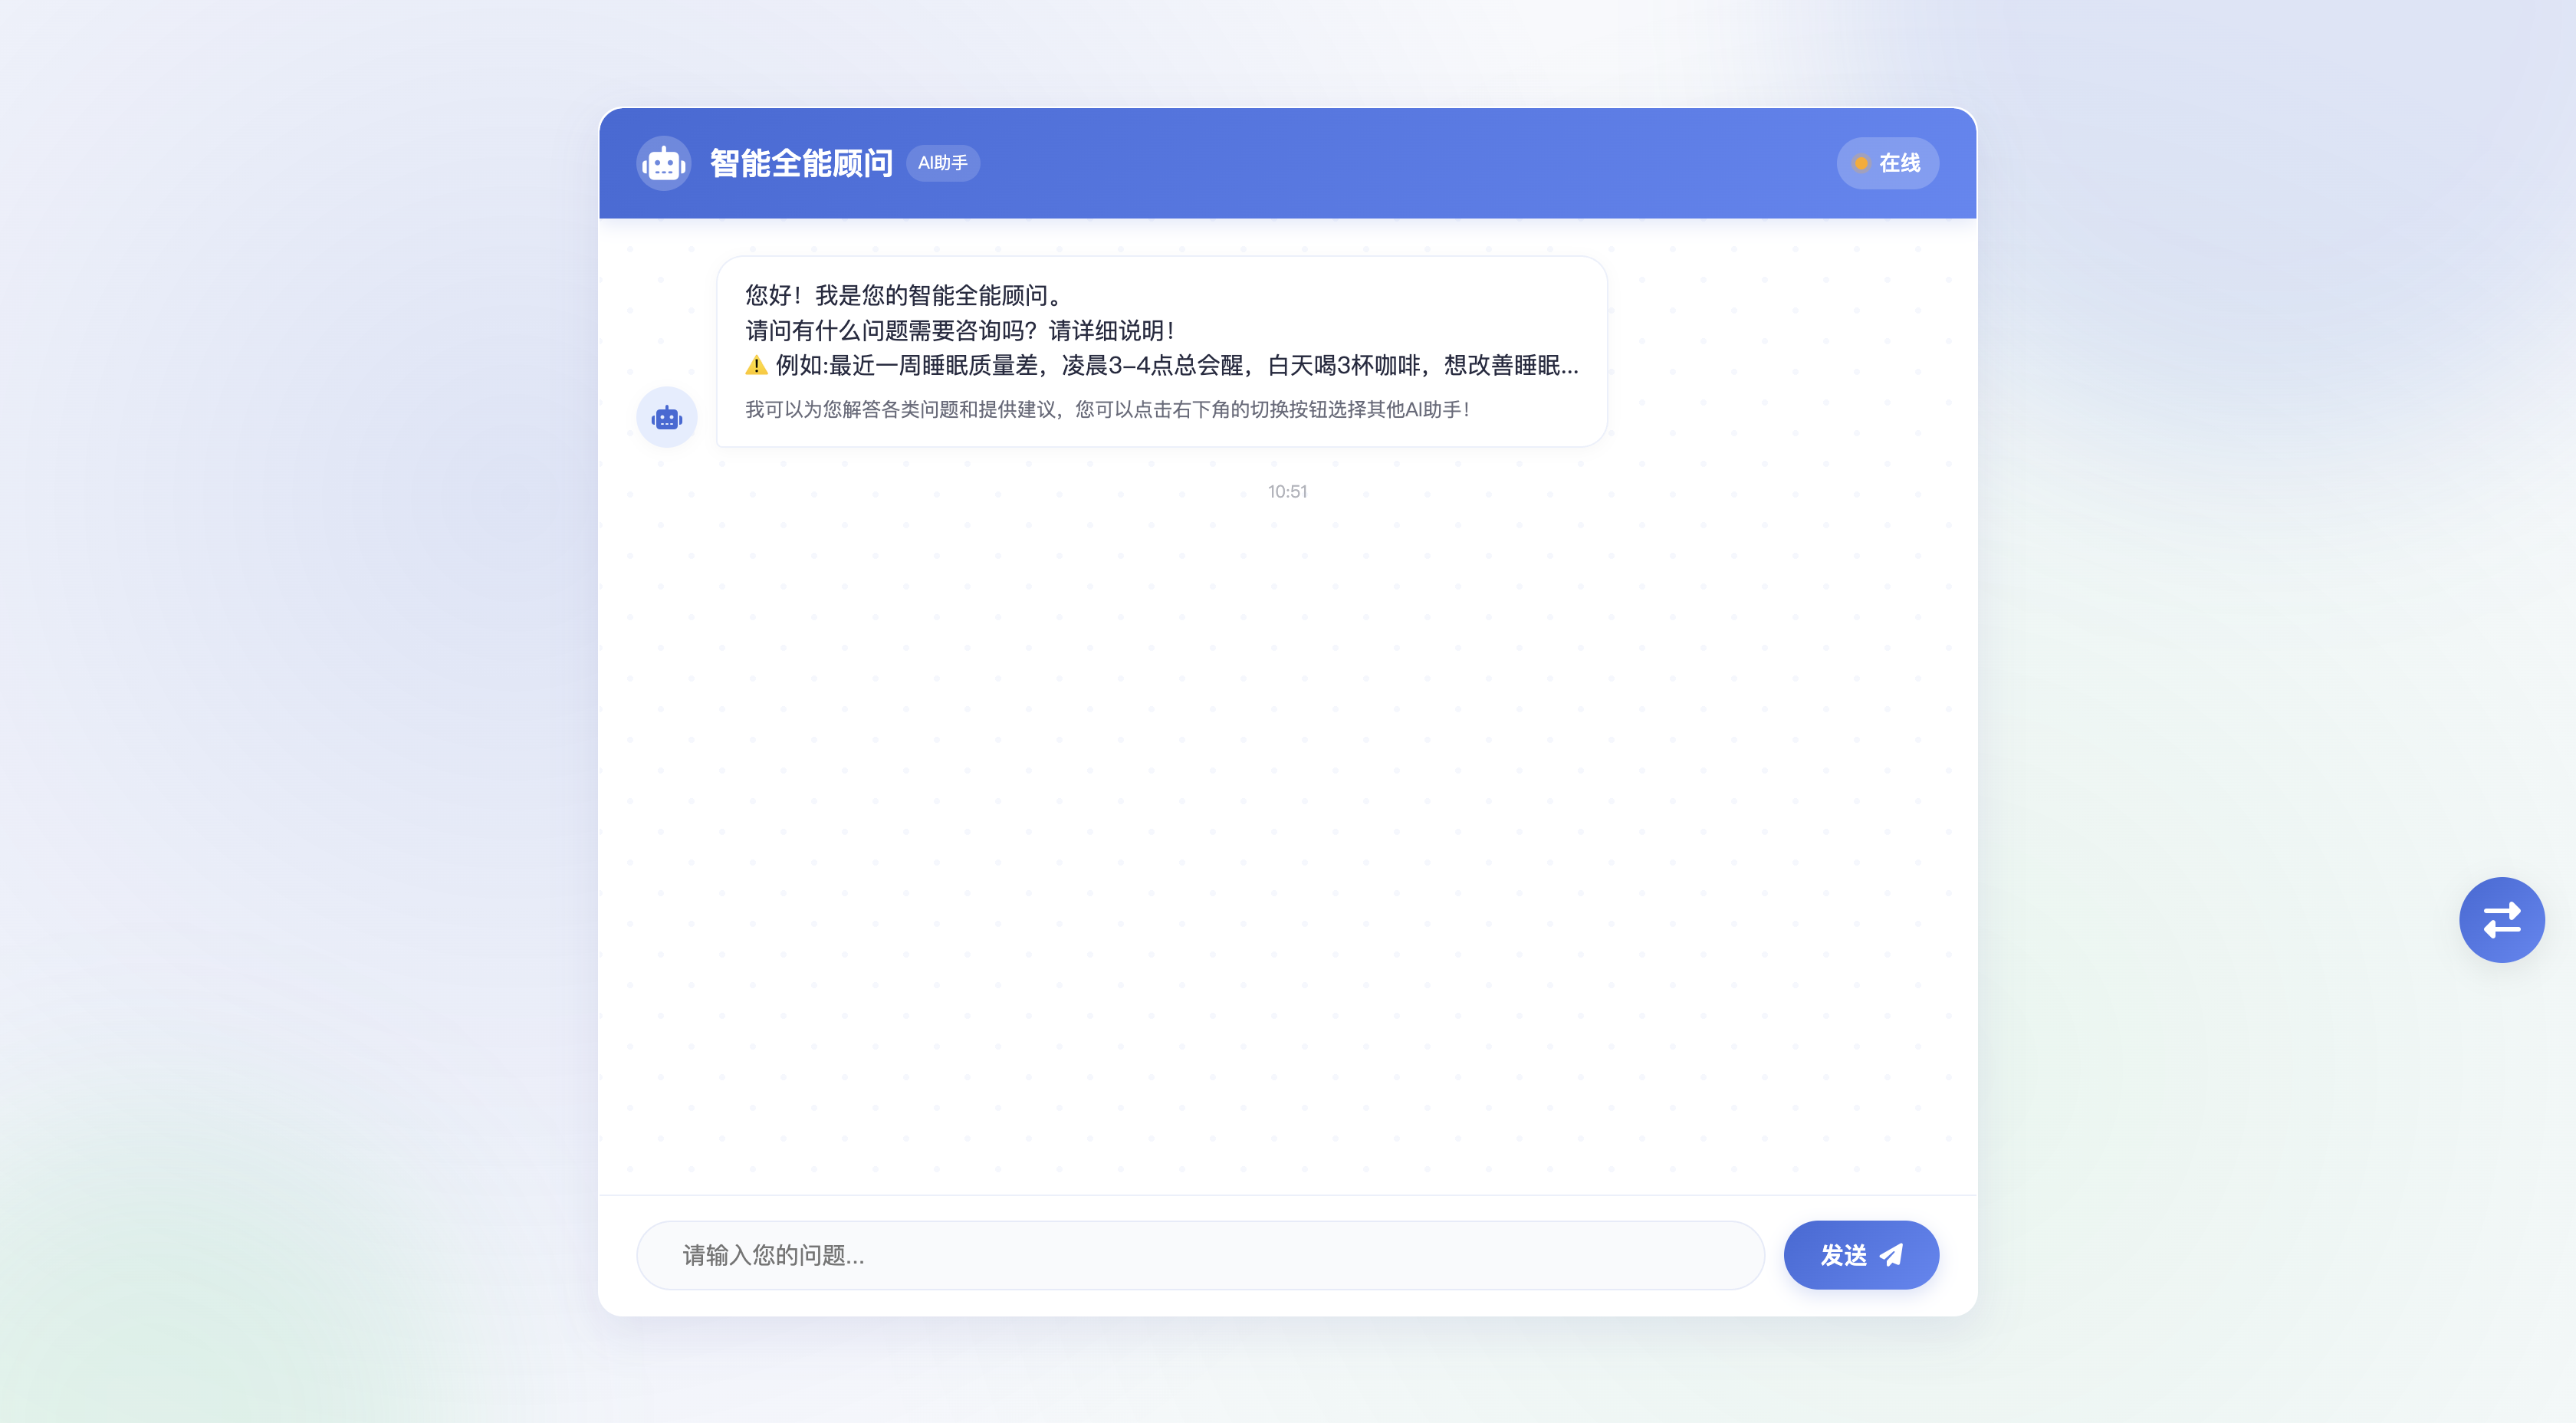 智能全能顾问 AI助手 在线
您好！我是您的智能全能顾问。
请问有什么问题需要咨询吗？请详细说明！
⚠️ 例如:最近一周睡眠质量差，凌晨3-4点总会醒，白天喝3杯咖啡，想改善睡眠...
我可以为您解答各类问题和提供建议，您可以点击右下角的切换按钮选择其他AI助手！
10:51
请输入您的问题...
发送